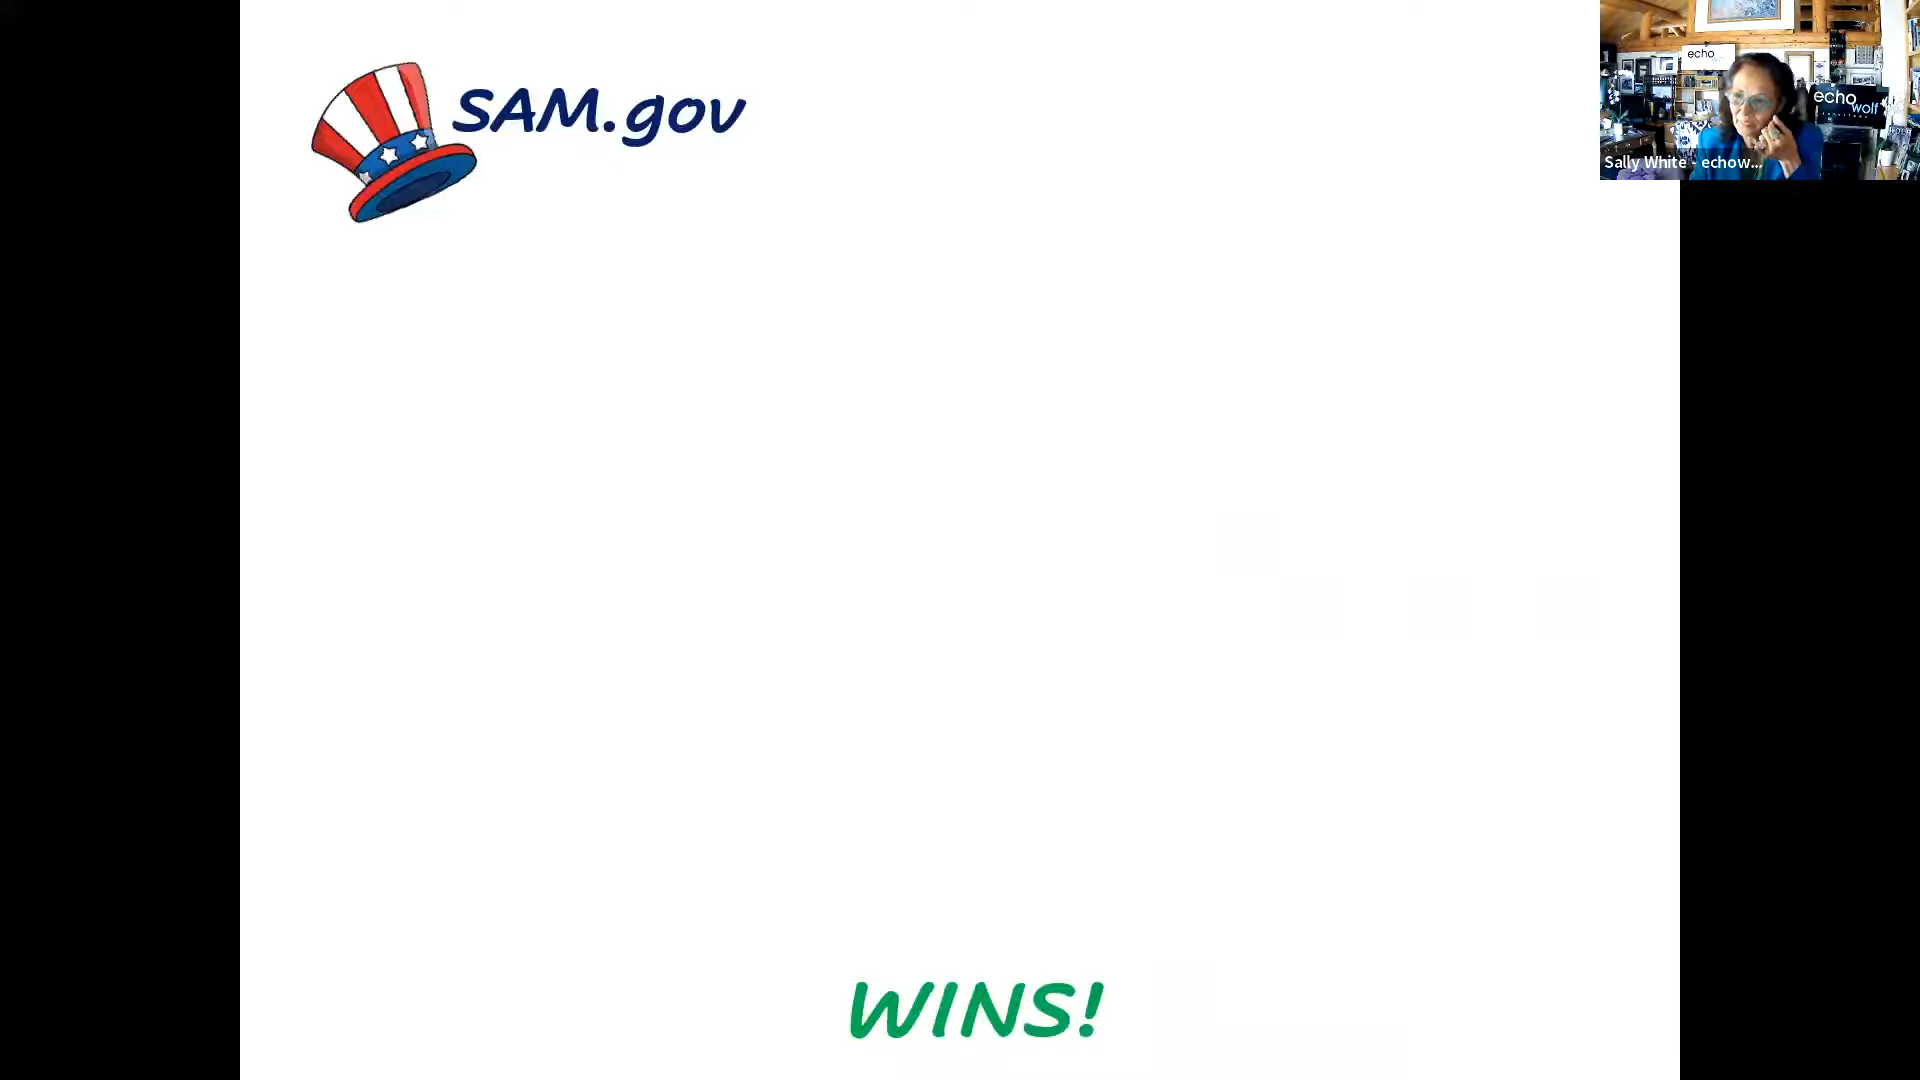 SAM.gov
echo
echo
wolf
Sally White - echow...
WINS!